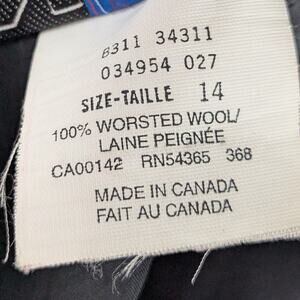 8311 34311
034954 027
SIZE-TAILLE 14
100% WORSTED WOOL/
LAINE PEIGNÉE
CA00142 RN54365 368
MADE IN CANADA
FAIT AU CANADA